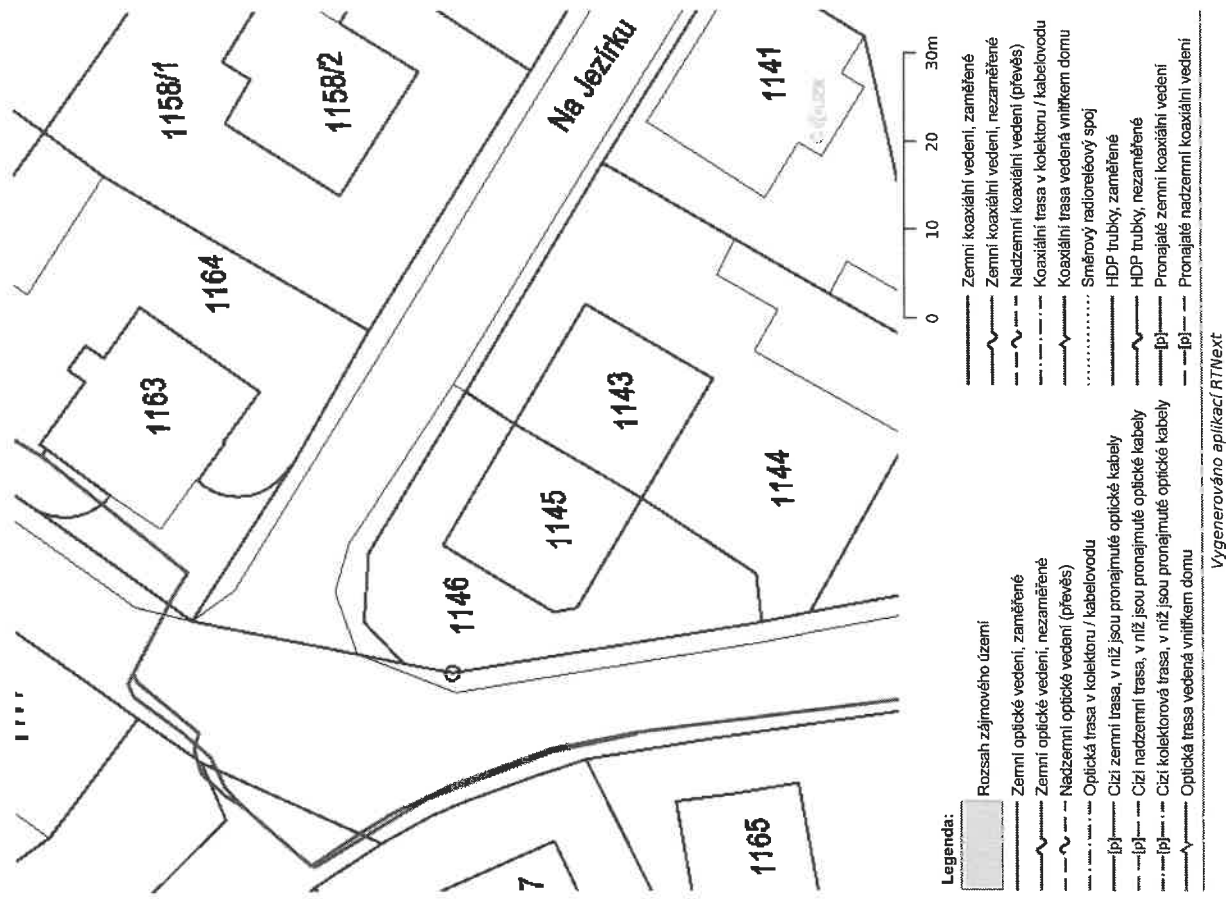 1158/1
1158/2
1164
1163
Na Jezírku
1141
1143
1145
1146
1144
1165
7
0 10 20 30m
Legenda:
Rozsah zájmového území
Zemní optické vedení, zaměřené
Zemní optické vedení, nezaměřené
Nadzemní optické vedení (převěs)
Optická trasa v kolektoru / kabelovodu
[p] Cizí zemní trasa, v níž jsou pronajmuté optické kabely
[p] Cizí nadzemní trasa, v níž jsou pronajmuté optické kabely
[p] Cizí kolektorová trasa, v níž jsou pronajmuté optické kabely
Optická trasa vedená vnitřkem domu
Zemní koaxiální vedení, zaměřené
Zemní koaxiální vedení, nezaměřené
Nadzemní koaxiální vedení (převěs)
Koaxiální trasa v kolektoru / kabelovodu
Koaxiální trasa vedená vnitřkem domu
Směrový radioreléový spoj
HDP trubky, zaměřené
HDP trubky, nezaměřené
[p] Pronajaté zemní koaxiální vedení
[p] Pronajaté nadzemní koaxiální vedení
Vygenerováno aplikací RTNext